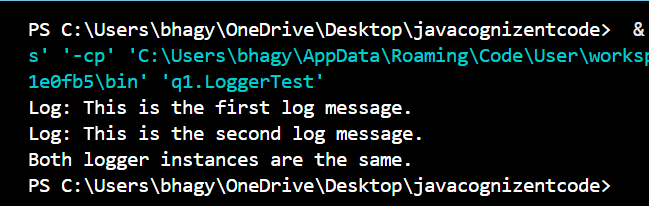 PS C:\Users\bhagy\OneDrive\Desktop\javacognizentcode>  &
s' '-cp' 'C:\Users\bhagy\AppData\Roaming\Code\User\worksp
1e0fb5\bin' 'q1.LoggerTest'
Log: This is the first log message.
Log: This is the second log message.
Both logger instances are the same.
PS C:\Users\bhagy\OneDrive\Desktop\javacognizentcode>